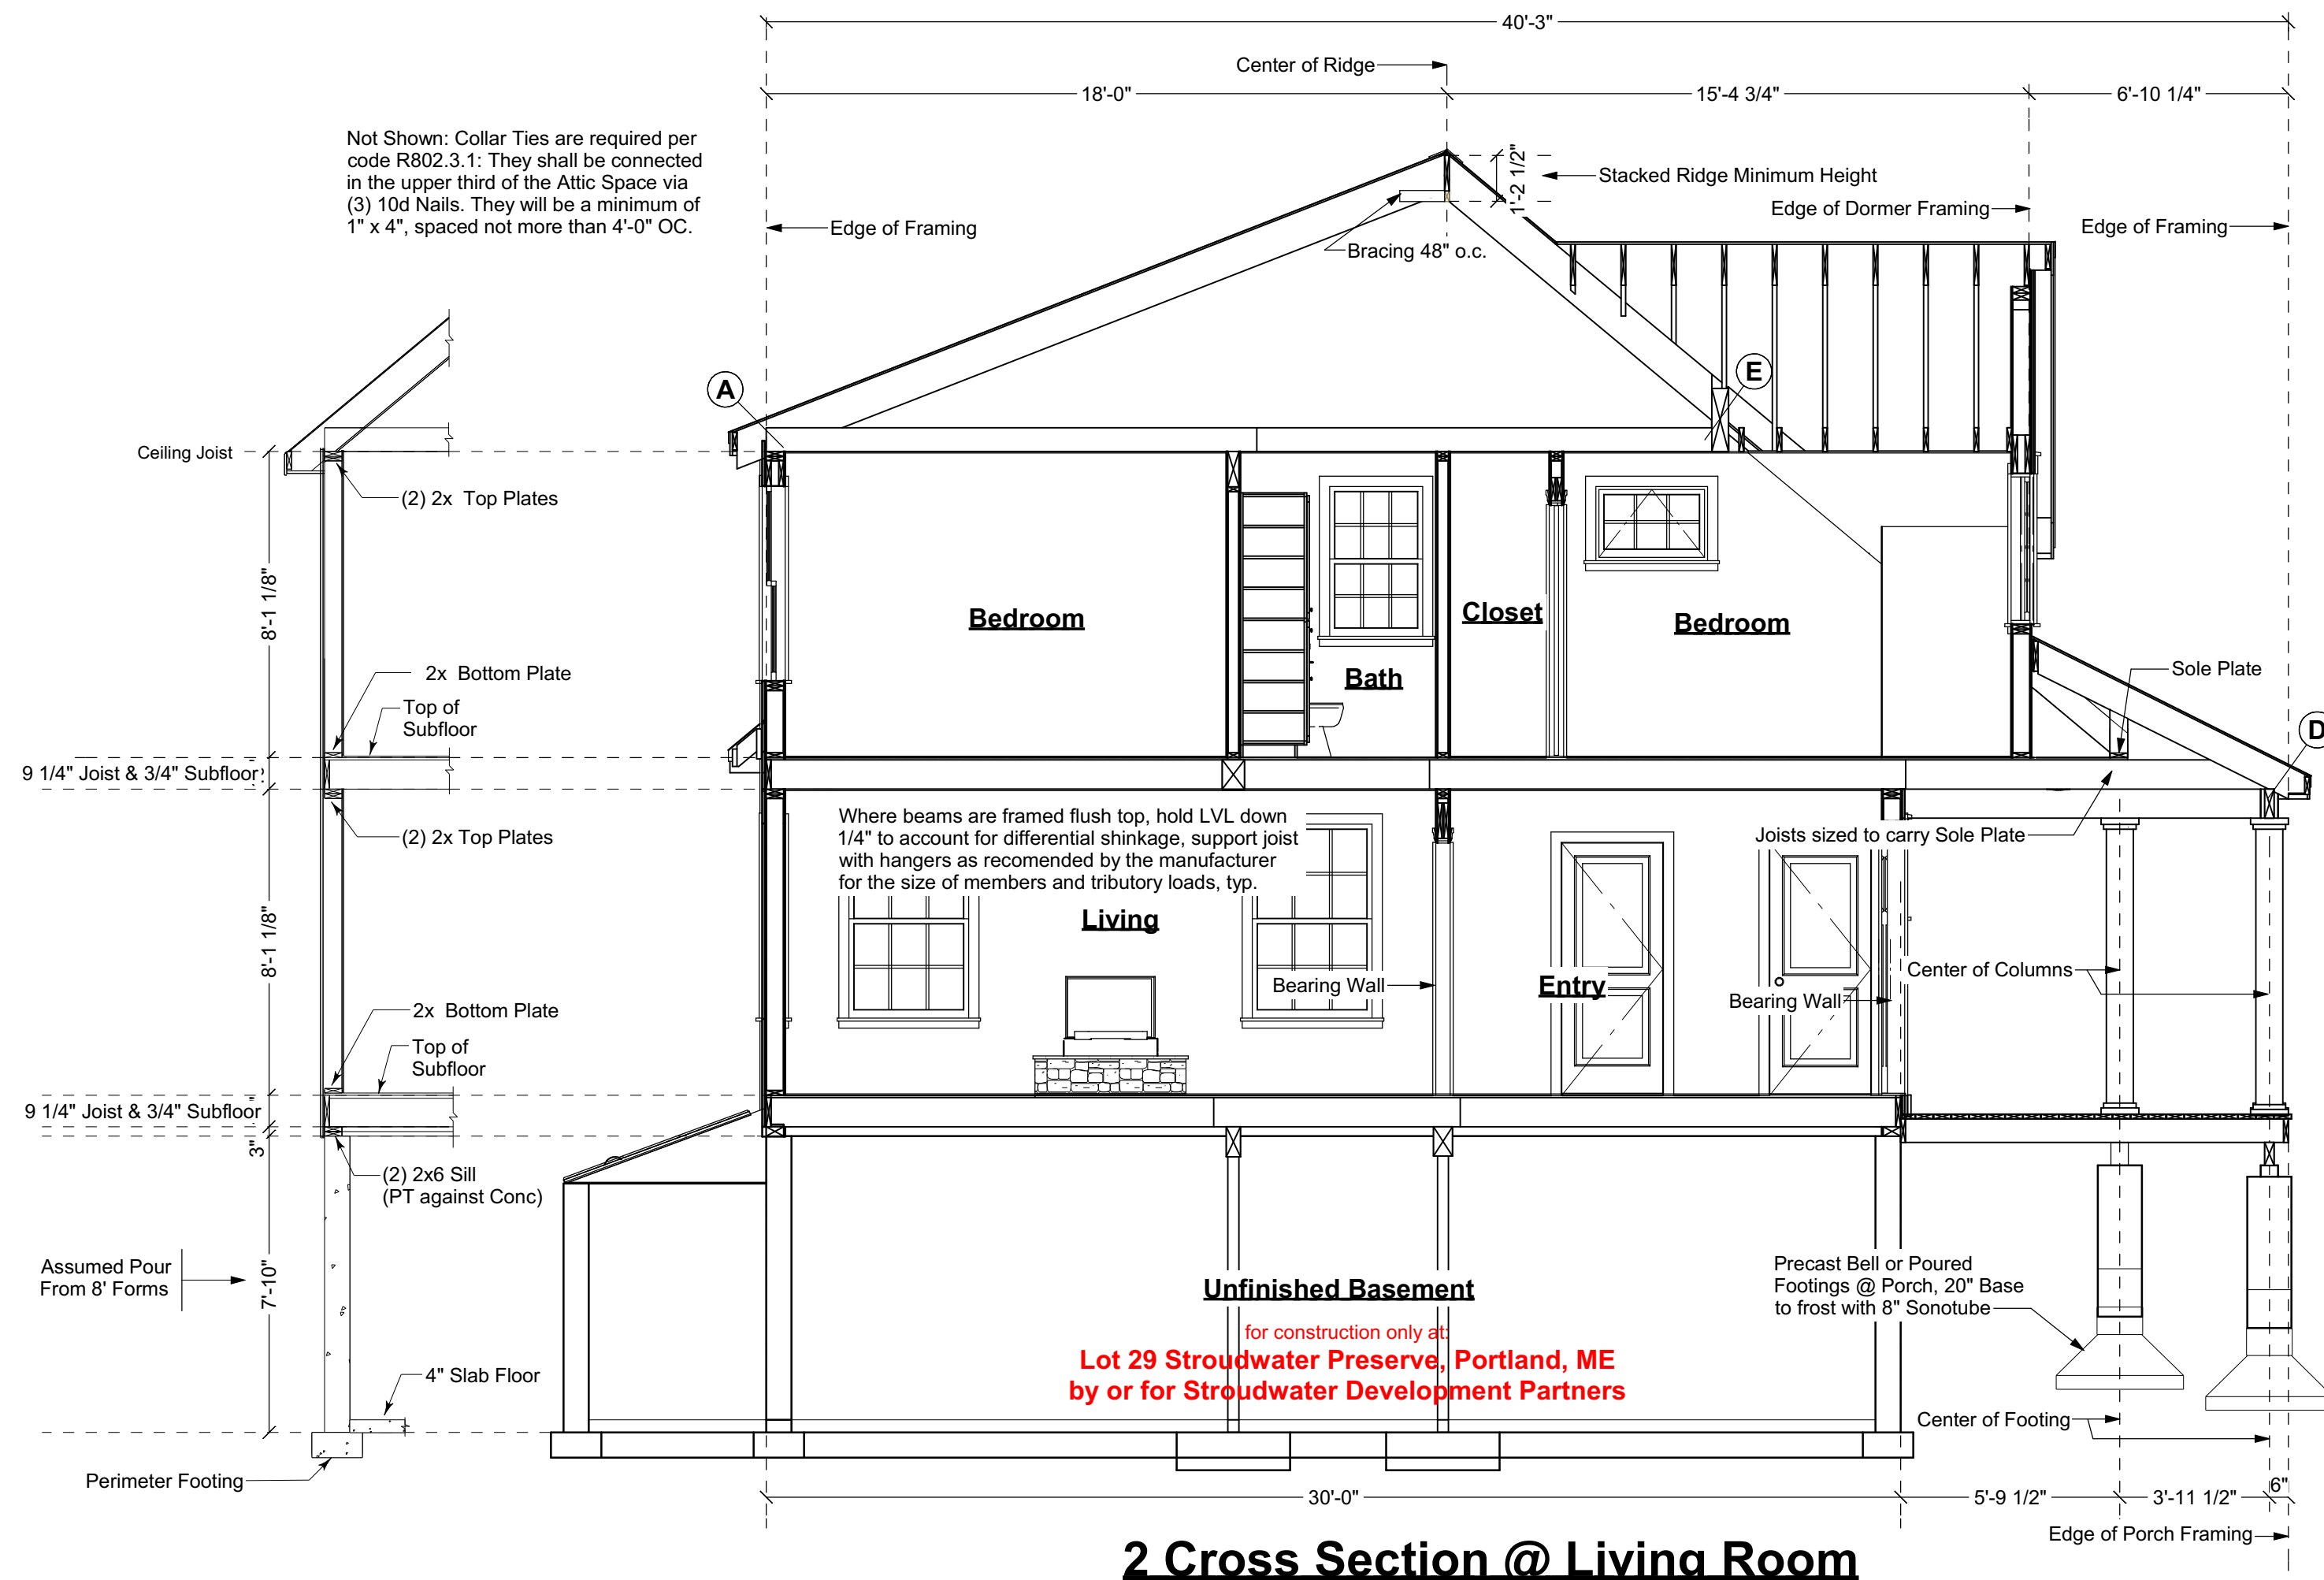 40'-3"
Center of Ridge
18'-0"
15'-4 3/4"
6'-10 1/4"
Not Shown: Collar Ties are required per
code R802.3.1: They shall be connected
in the upper third of the Attic Space via
(3) 10d Nails. They will be a minimum of
1" x 4", spaced not more than 4'-0" OC.
1'-2 1/2"
Stacked Ridge Minimum Height
Edge of Dormer Framing
Edge of Framing
Edge of Framing
Bracing 48" o.c.
A
E
Ceiling Joist
(2) 2x Top Plates
8'-1 1/8"
Bedroom
Closet
Bedroom
Bath
2x Bottom Plate
Top of
Subfloor
Sole Plate
D
9 1/4" Joist & 3/4" Subfloor
(2) 2x Top Plates
Where beams are framed flush top, hold LVL down
1/4" to account for differential shinkage, support joist
with hangers as recomended by the manufacturer
for the size of members and tributory loads, typ.
Joists sized to carry Sole Plate
8'-1 1/8"
Living
Bearing Wall
Entry
Bearing Wall
Center of Columns
2x Bottom Plate
Top of
Subfloor
9 1/4" Joist & 3/4" Subfloor
3"
(2) 2x6 Sill
(PT against Conc)
Assumed Pour
From 8' Forms
7'-10"
Unfinished Basement
Precast Bell or Poured
Footings @ Porch, 20" Base
to frost with 8" Sonotube
for construction only at:
Lot 29 Stroudwater Preserve, Portland, ME
by or for Stroudwater Development Partners
4" Slab Floor
Center of Footing
Perimeter Footing
30'-0"
5'-9 1/2"
3'-11 1/2"
6"
Edge of Porch Framing
2 Cross Section @ Living Room